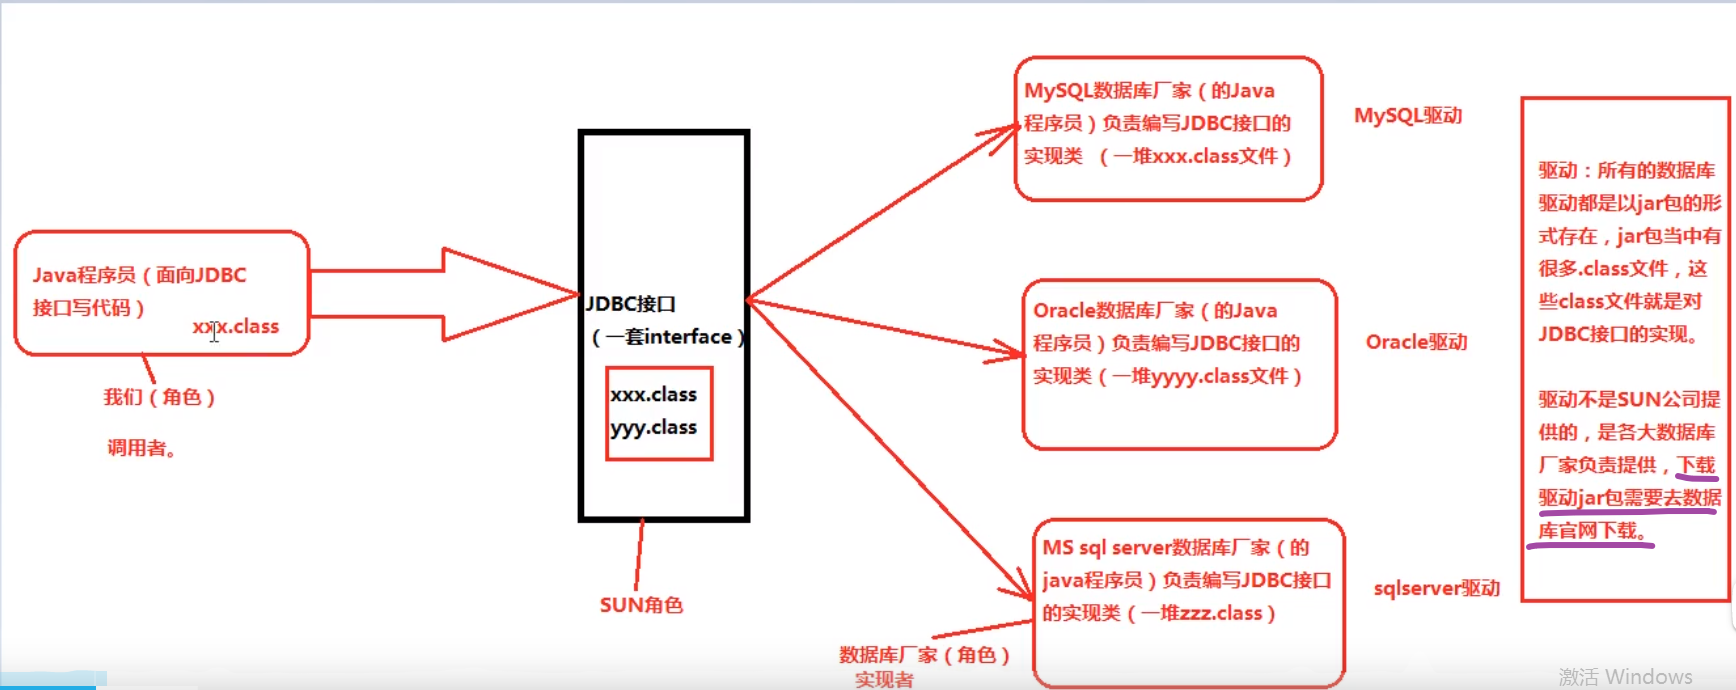 Java程序员（面向JDBC
接口写代码）
xxx.class
我们（角色）
调用者。
JDBC接口
（一套interface）
xxx.class
yyy.class
SUN角色
MySQL数据库厂家（的Java
程序员）负责编写JDBC接口的
实现类 （一堆xxx.class文件）
MySQL驱动
Oracle数据库厂家（的Java
程序员）负责编写JDBC接口的
实现类（一堆yyyy.class文件）
Oracle驱动
MS sql server数据库厂家（的
java程序员）负责编写JDBC接口
的实现类（一堆zzz.class）
sqlserver驱动
数据库厂家（角色）
实现者
驱动：所有的数据库
驱动都是以jar包的形
式存在，jar包当中有
很多.class文件，这
些class文件就是对
JDBC接口的实现。
驱动不是SUN公司提
供的，是各大数据库
厂家负责提供，下载
驱动jar包需要去数据
库官网下载。
激活 Windows